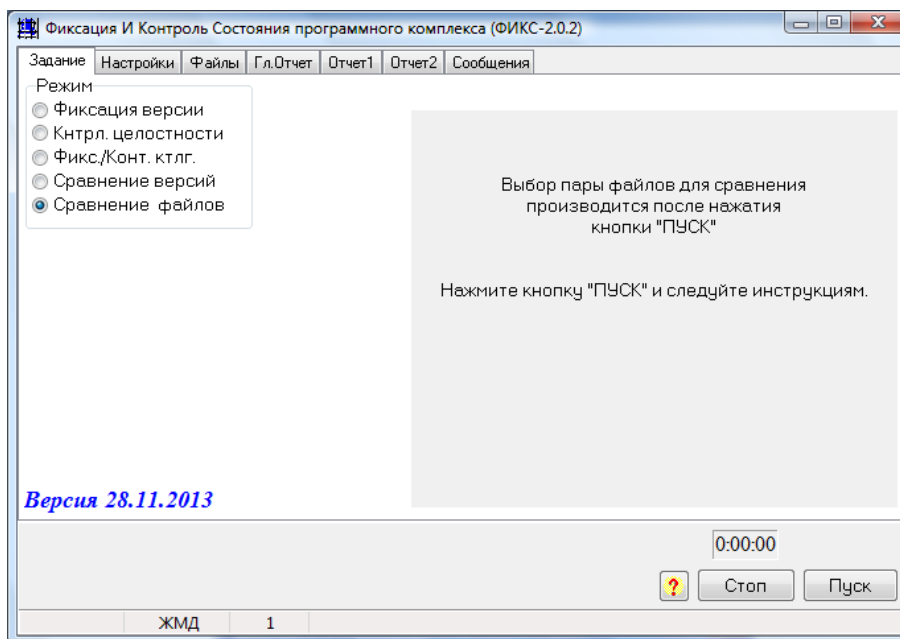 Фиксация И Контроль Состояния программного комплекса (ФИКС-2.0.2)
Задание Настройки Файлы Гл.Отчет Отчет1 Отчет2 Сообщения
Режим
Фиксация версии
Кнтрл. целостности
Фикс./Конт. ктлг.
Сравнение версий
Сравнение файлов
Выбор пары файлов для сравнения
производится после нажатия
кнопки "ПУСК"
Нажмите кнопку "ПУСК" и следуйте инструкциям.
Версия 28.11.2013
0:00:00
? Стоп Пуск
ЖМД 1